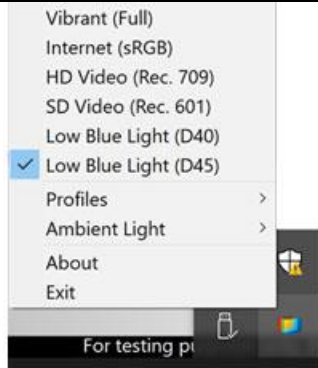 Vibrant (Full)
Internet (sRGB)
HD Video (Rec. 709)
SD Video (Rec. 601)
Low Blue Light (D40)
Low Blue Light (D45)
Profiles
Ambient Light
About
Exit
For testing